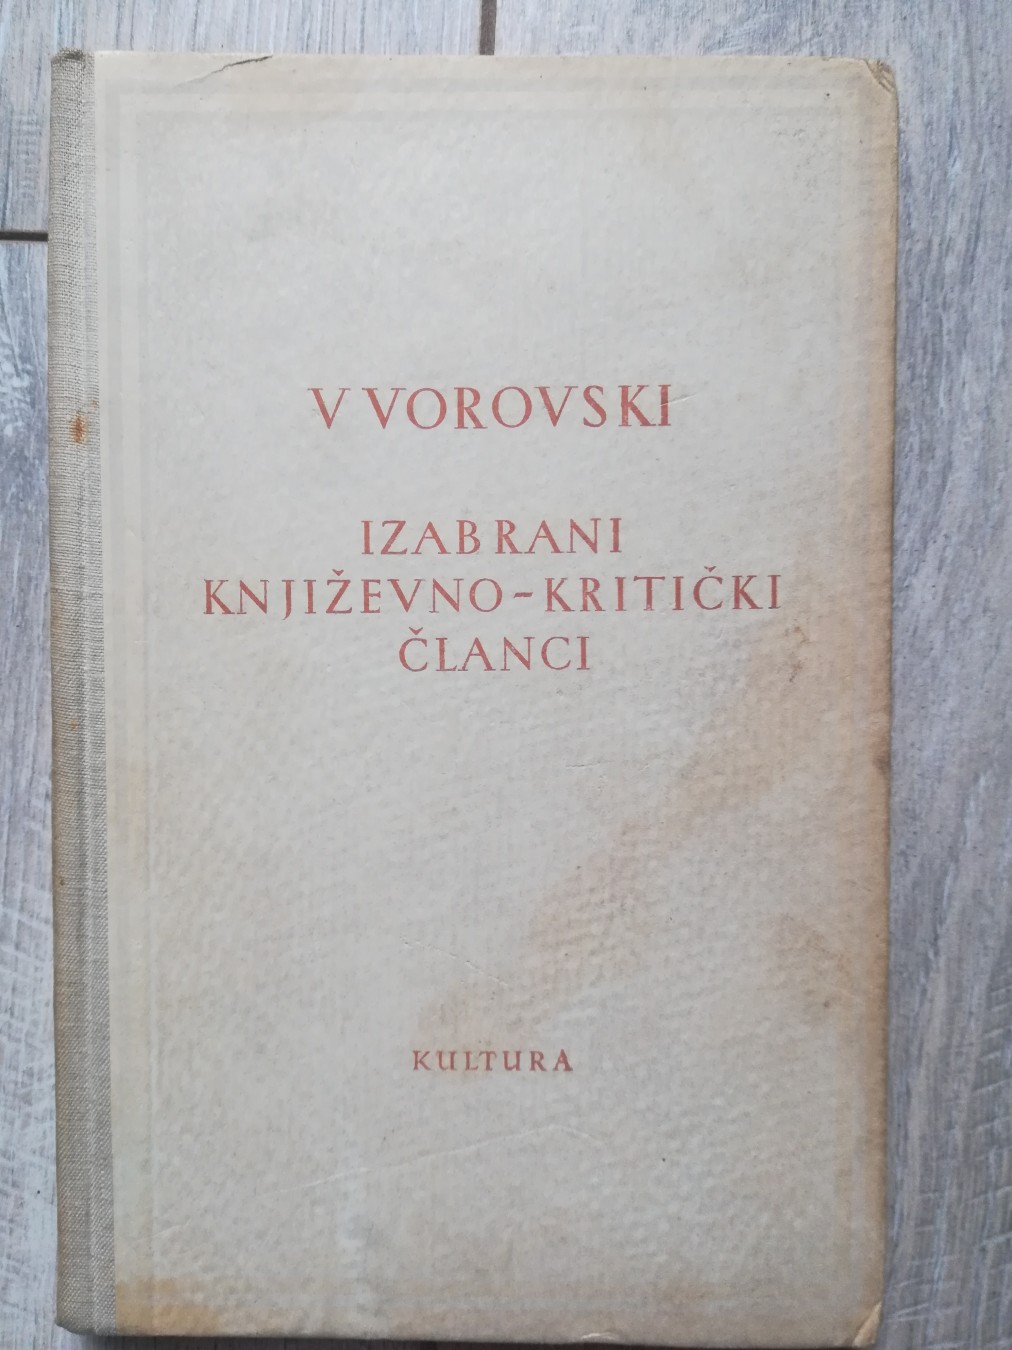 V VOROVSKI
IZABRANI
KNJIŽEVNO-KRITIČKI
ČLANCI
KULTURA